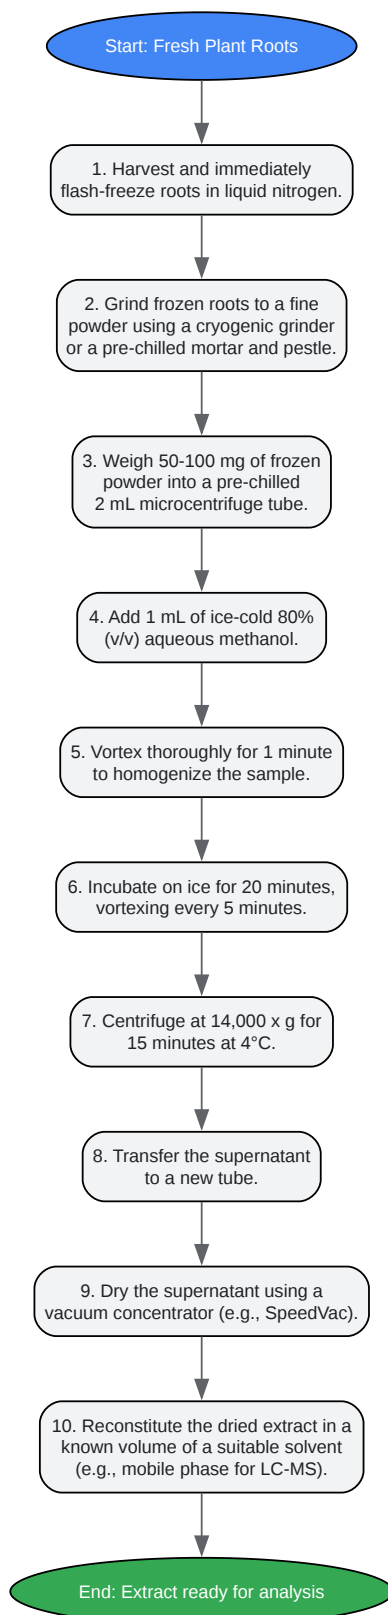 Start: Fresh Plant Roots
1. Harvest and immediately
flash-freeze roots in liquid nitrogen.
2. Grind frozen roots to a fine
powder using a cryogenic grinder
or a pre-chilled mortar and pestle.
3. Weigh 50-100 mg of frozen
powder into a pre-chilled
2 mL microcentrifuge tube.
4. Add 1 mL of ice-cold 80%
(v/v) aqueous methanol.
5. Vortex thoroughly for 1 minute
to homogenize the sample.
6. Incubate on ice for 20 minutes,
vortexing every 5 minutes.
7. Centrifuge at 14,000 x g for
15 minutes at 4°C.
8. Transfer the supernatant
to a new tube.
9. Dry the supernatant using a
vacuum concentrator (e.g., SpeedVac).
10. Reconstitute the dried extract in a
known volume of a suitable solvent
(e.g., mobile phase for LC-MS).
End: Extract ready for analysis